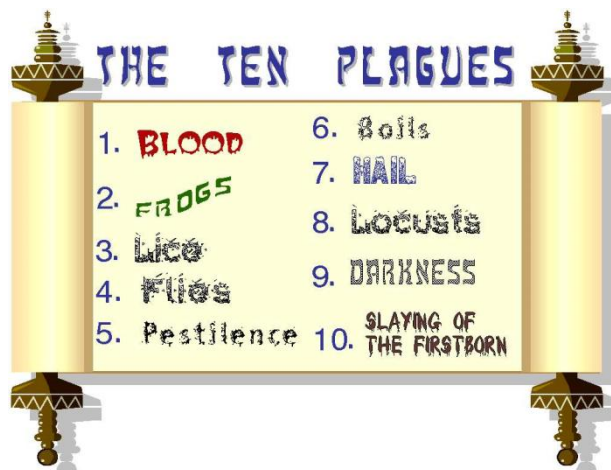 THE TEN PLAGUES
1. BLOOD
2. FROGS
3. Lice
4. Flies
5. Pestilence
6. Boils
7. HAIL
8. Locusts
9. DARKNESS
10. SLAYING OF
THE FIRSTBORN